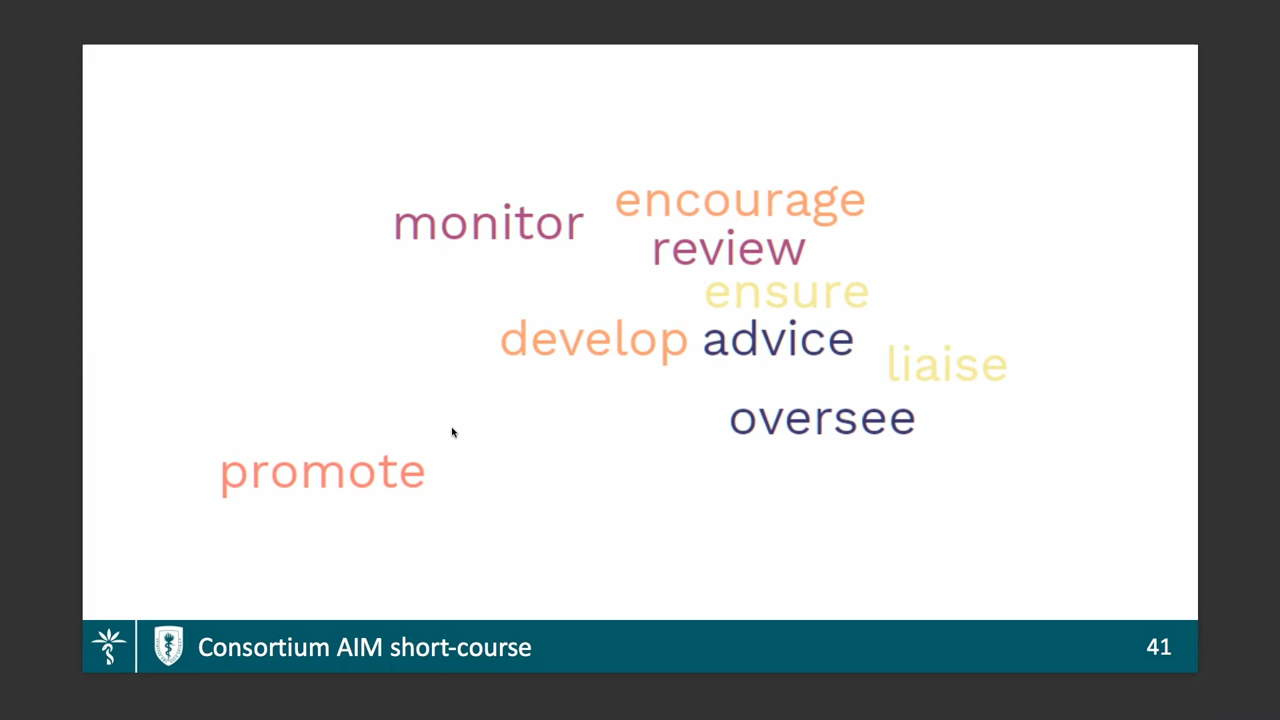 encourage
monitor
review
ensure
develop advice
liaise
oversee
promote
Consortium AIM short-course
41